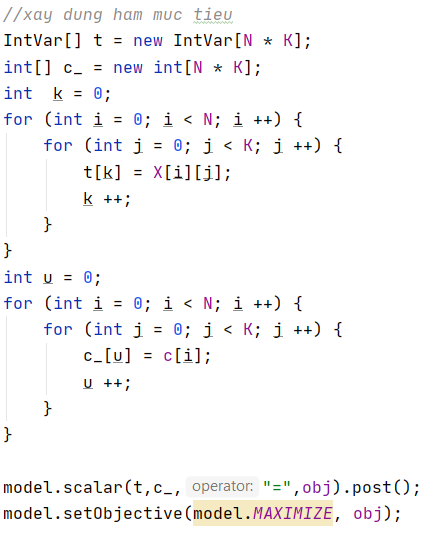 //xay dung ham muc tieu
IntVar[] t = new IntVar[N * K];
int[] c_ = new int[N * K];
int  k = 0;
for (int i = 0; i < N; i ++) {
    for (int j = 0; j < K; j ++) {
        t[k] = X[i][j];
        k ++;
    }
}
int u = 0;
for (int i = 0; i < N; i ++) {
    for (int j = 0; j < K; j ++) {
        c_[u] = c[i];
        u ++;
    }
}

model.scalar(t,c_, operator: "=",obj).post();
model.setObjective(model.MAXIMIZE, obj);